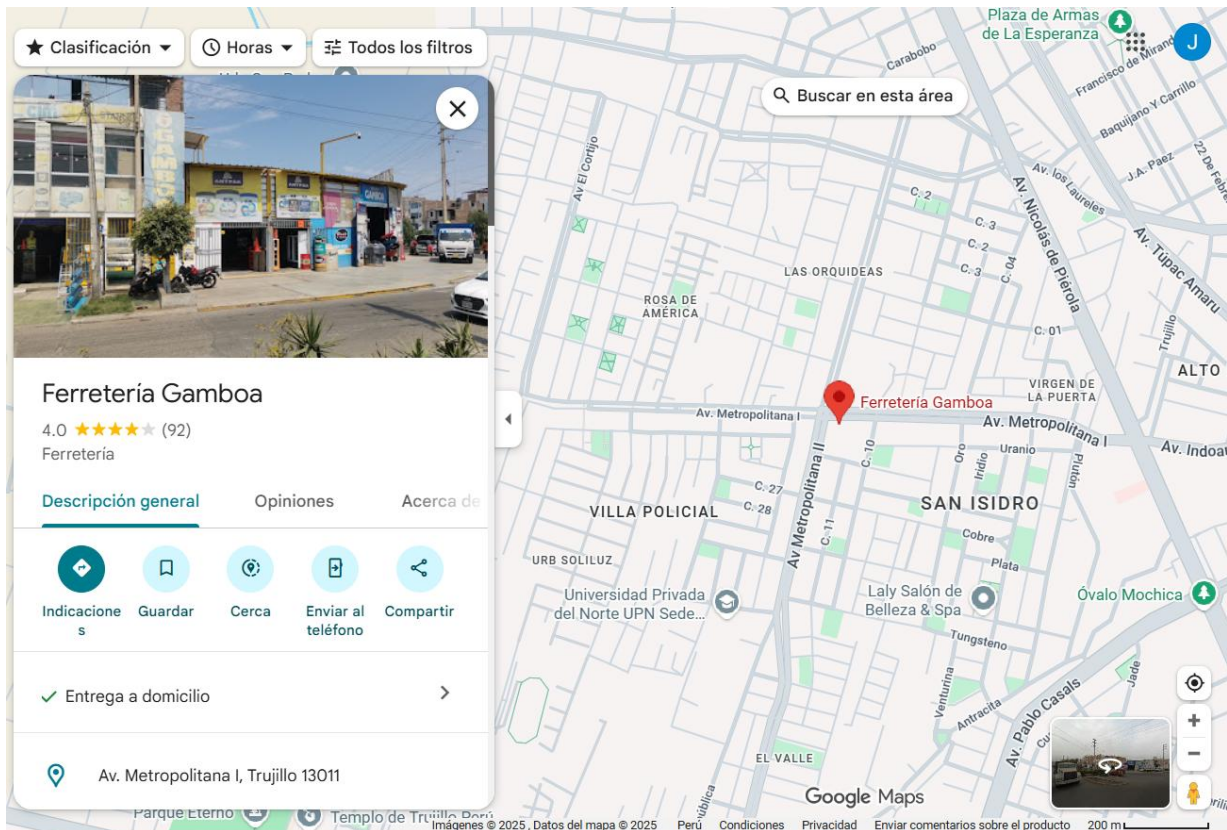 Clasificación
Horas
Todos los filtros
GAMBOA
Ferretería Gamboa
4.0 (92)
Ferretería
Descripción general
Opiniones
Acerca de
Indicaciones
Guardar
Cerca
Enviar al teléfono
Compartir
Entrega a domicilio
Av. Metropolitana I, Trujillo 13011
Parque Eterno
Templo de Trujillo Perú
Plaza de Armas
de La Esperanza
J
Buscar en esta área
Carabobo
Francisco de Mirand
Baquijano Y Carrillo
J.A. Paez
22 De Febre
Av. los Laureles
Av. Nicolás de Piérola
Av. Túpac Amaru
Av El Cortijo
C. 2
C. 3
C. 2
C. 3
C. 04
LAS ORQUIDEAS
ROSA DE
AMÉRICA
C. 01
Trujillo
ALTO
VIRGEN DE
LA PUERTA
Ferretería Gamboa
Av. Metropolitana I
Av. Metropolitana I
Av. Indoa
Av Metropolitana II
C. 10
Oro
Iridio
Uranio
Plutón
C. 27
C. 28
C. 11
VILLA POLICIAL
SAN ISIDRO
Cobre
Plata
URB SOLILUZ
Universidad Privada
del Norte UPN Sede...
Laly Salón de
Belleza & Spa
Óvalo Mochica
Tungsteno
Venturina
Antracita
Jade
Av. Pablo Casals
EL VALLE
Google Maps
Imágenes © 2025 , Datos del mapa © 2025 Perú Condiciones Privacidad Enviar comentarios sobre el producto 200 m